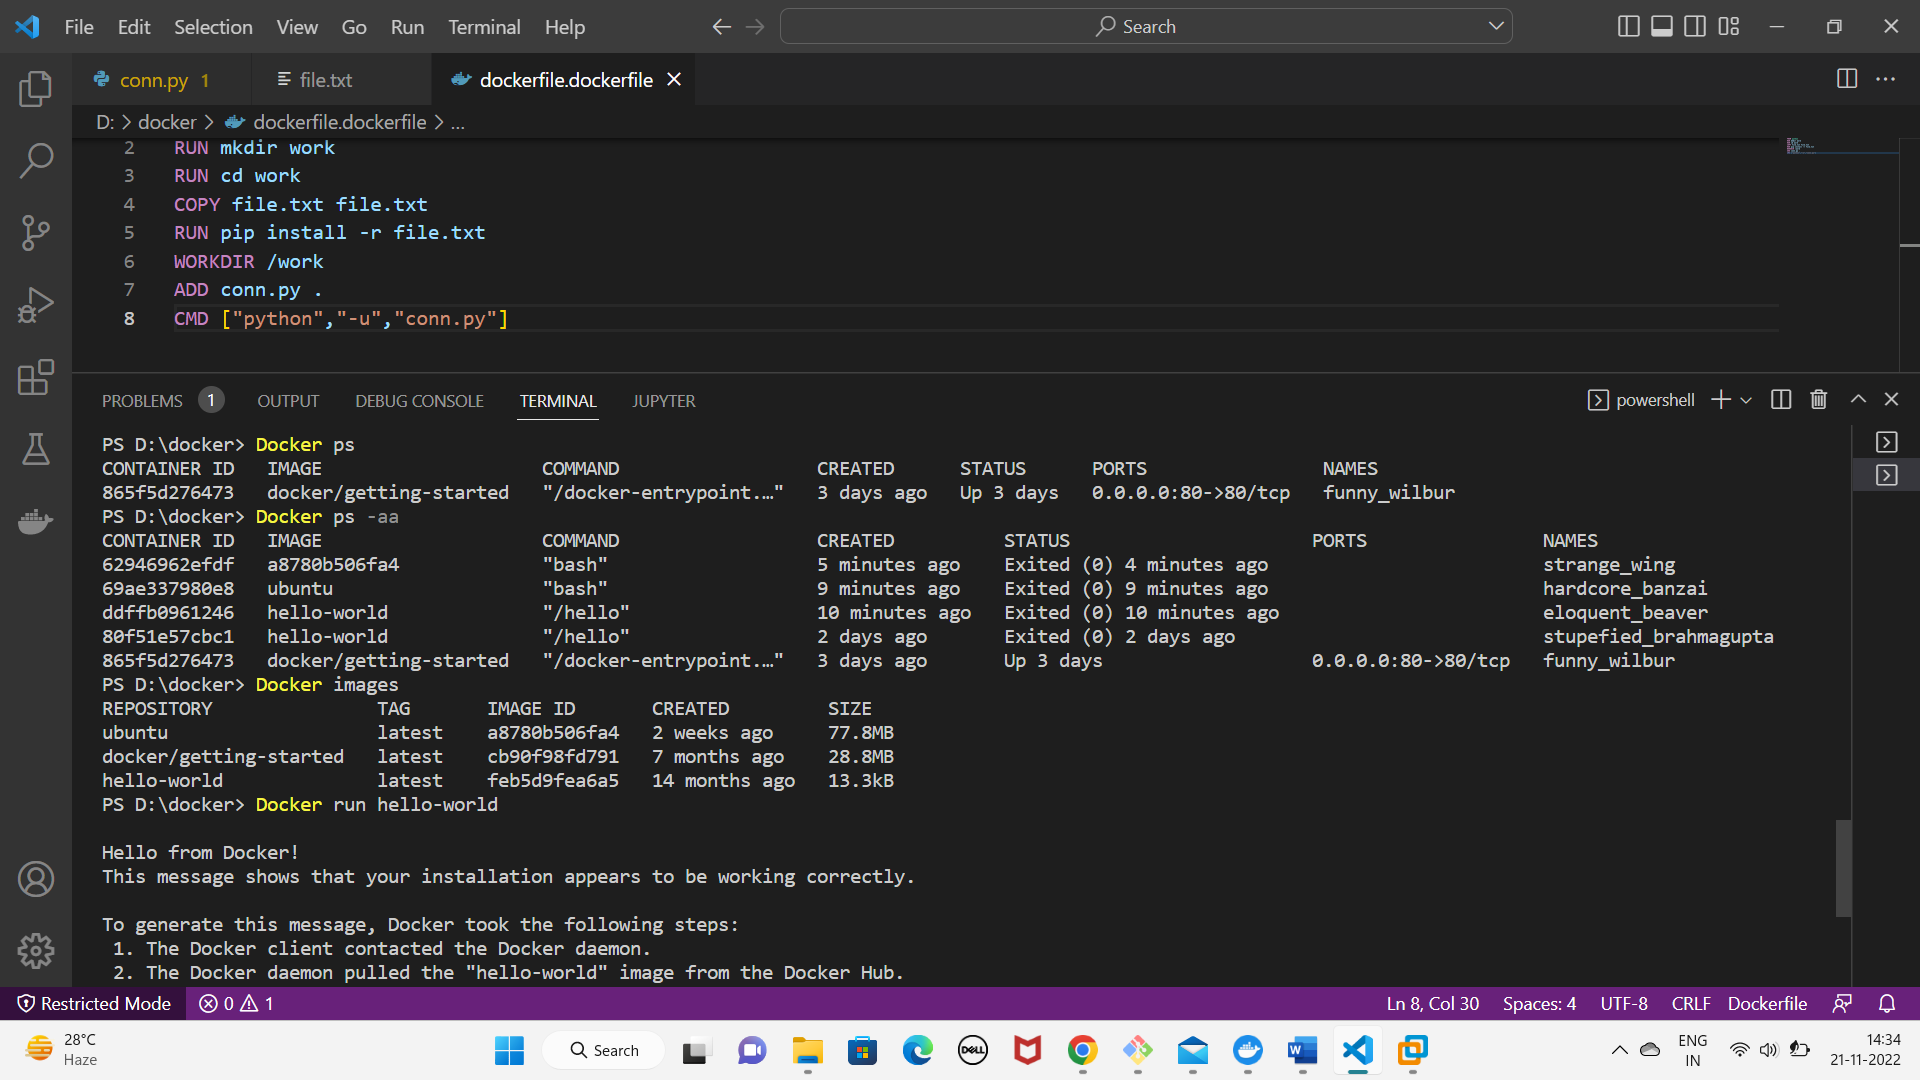 File Edit Selection View Go Run Terminal Help
Search
conn.py 1
file.txt
dockerfile.dockerfile
D: > docker > dockerfile.dockerfile > ...
2 RUN mkdir work
3 RUN cd work
4 COPY file.txt file.txt
5 RUN pip install -r file.txt
6 WORKDIR /work
7 ADD conn.py .
8 CMD ["python","-u","conn.py"]
PROBLEMS 1 OUTPUT DEBUG CONSOLE TERMINAL JUPYTER
powershell
PS D:\docker> Docker ps
CONTAINER ID IMAGE COMMAND CREATED STATUS PORTS NAMES
865f5d276473 docker/getting-started "/docker-entrypoint.…" 3 days ago Up 3 days 0.0.0.0:80->80/tcp funny_wilbur
PS D:\docker> Docker ps -aa
CONTAINER ID IMAGE COMMAND CREATED STATUS PORTS NAMES
62946962efdf a8780b506fa4 "bash" 5 minutes ago Exited (0) 4 minutes ago strange_wing
69ae337980e8 ubuntu "bash" 9 minutes ago Exited (0) 9 minutes ago hardcore_banzai
ddffb0961246 hello-world "/hello" 10 minutes ago Exited (0) 10 minutes ago eloquent_beaver
80f51e57cbc1 hello-world "/hello" 2 days ago Exited (0) 2 days ago stupefied_brahmagupta
865f5d276473 docker/getting-started "/docker-entrypoint.…" 3 days ago Up 3 days 0.0.0.0:80->80/tcp funny_wilbur
PS D:\docker> Docker images
REPOSITORY TAG IMAGE ID CREATED SIZE
ubuntu latest a8780b506fa4 2 weeks ago 77.8MB
docker/getting-started latest cb90f98fd791 7 months ago 28.8MB
hello-world latest feb5d9fea6a5 14 months ago 13.3kB
PS D:\docker> Docker run hello-world
Hello from Docker!
This message shows that your installation appears to be working correctly.
To generate this message, Docker took the following steps:
1. The Docker client contacted the Docker daemon.
2. The Docker daemon pulled the "hello-world" image from the Docker Hub.
Restricted Mode 0 1 Ln 8, Col 30 Spaces: 4 UTF-8 CRLF Dockerfile
28°C
Haze
Search
DELL
W
ENG
IN
14:34
21-11-2022